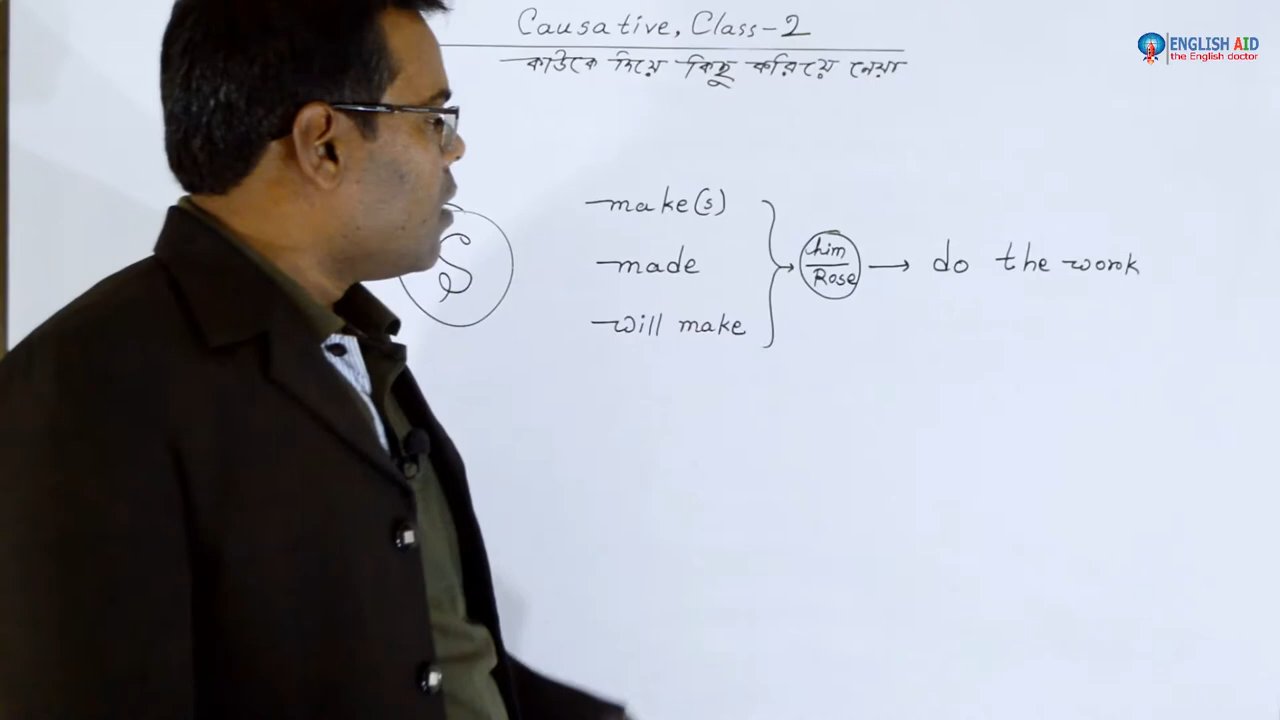 Causative, Class-2
কাউকে দিয়ে কিছু করিয়ে নেয়া
ENGLISH AID
the English doctor
S
make(s)
made
will make
him
Rose
do the work